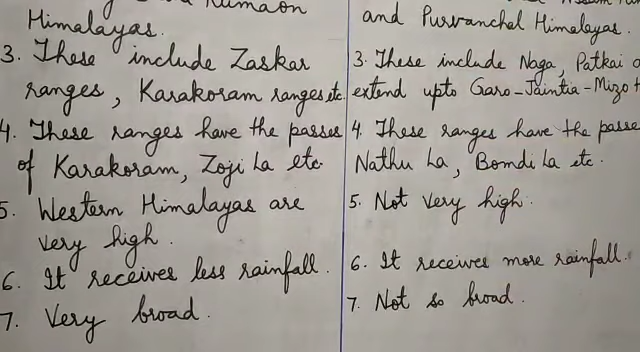 Kumaon
Himalayas.
3. These include Zaskar
ranges, Karakoram ranges etc.
4. These ranges have the passes
of Karakoram, Zoji La etc.
5. Western Himalayas are
very high.
6. It receives less rainfall.
7. Very broad.
and Purvanchal Himalayas.
3. These include Naga, Patkai
extend upto Garo-Jaintia-Mizo
4. These ranges have the passe
Nathu La, Bomdi La etc.
5. Not very high.
6. It receives more rainfall.
7. Not so broad.